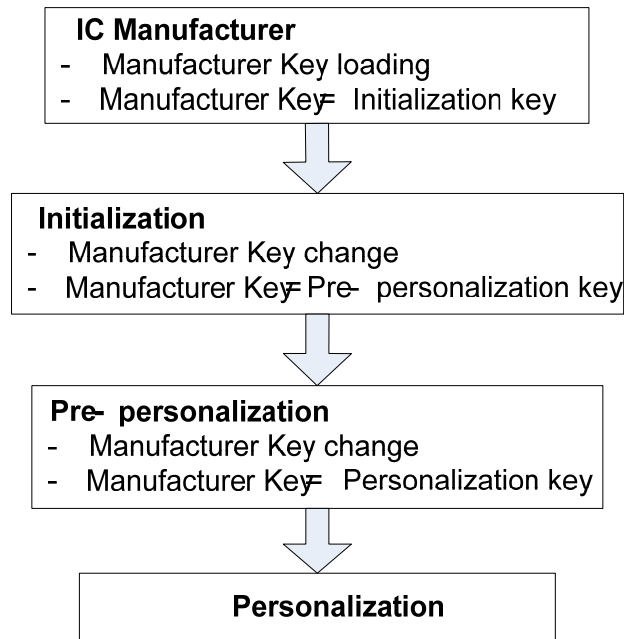 IC Manufacturer
- Manufacturer Key loading
- Manufacturer Key= Initialization key
Initialization
- Manufacturer Key change
- Manufacturer Key= Pre- personalization key
Pre- personalization
- Manufacturer Key change
- Manufacturer Key= Personalization key
Personalization